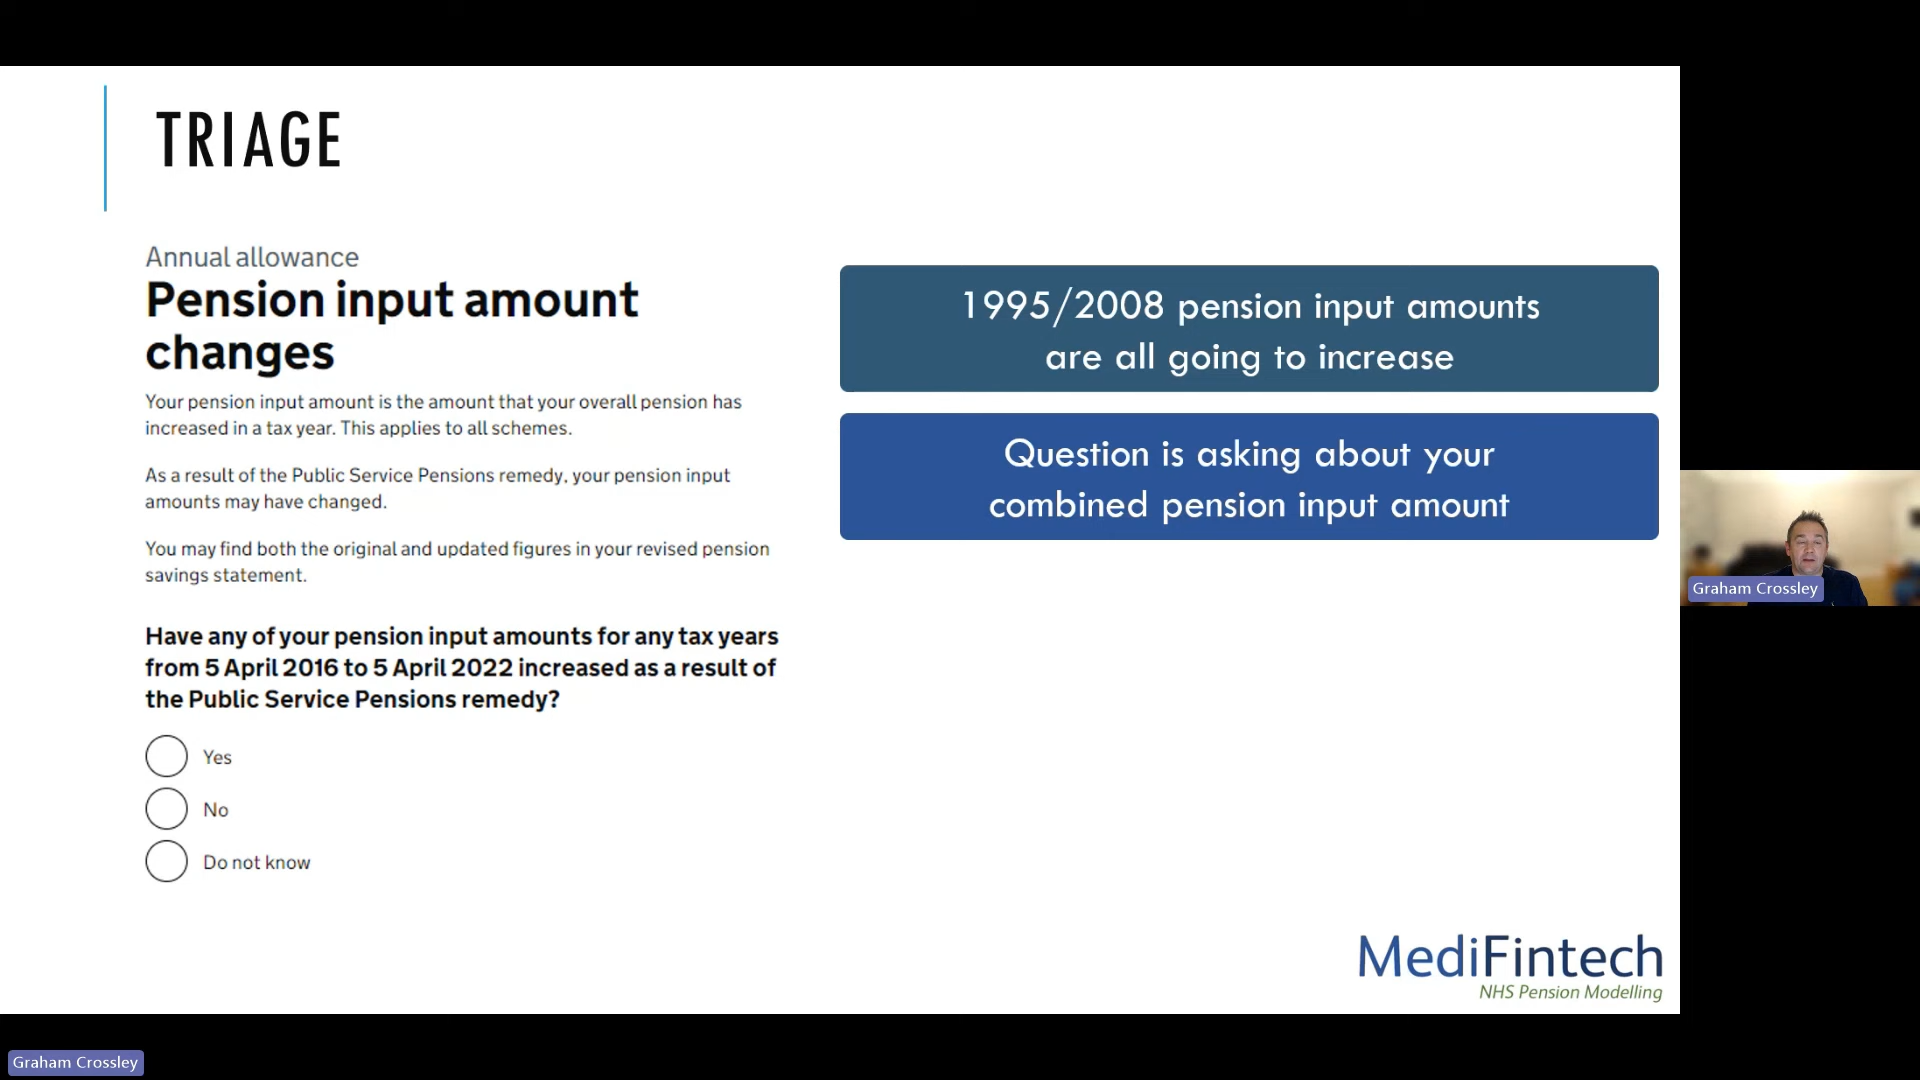 TRIAGE
Annual allowance
Pension input amount
changes
Your pension input amount is the amount that your overall pension has
increased in a tax year. This applies to all schemes.
As a result of the Public Service Pensions remedy, your pension input
amounts may have changed.
You may find both the original and updated figures in your revised pension
savings statement.
Have any of your pension input amounts for any tax years
from 5 April 2016 to 5 April 2022 increased as a result of
the Public Service Pensions remedy?
Yes
No
Do not know
1995/2008 pension input amounts
are all going to increase
Question is asking about your
combined pension input amount
MediFintech
NHS Pension Modelling
Graham Crossley
Graham Crossley